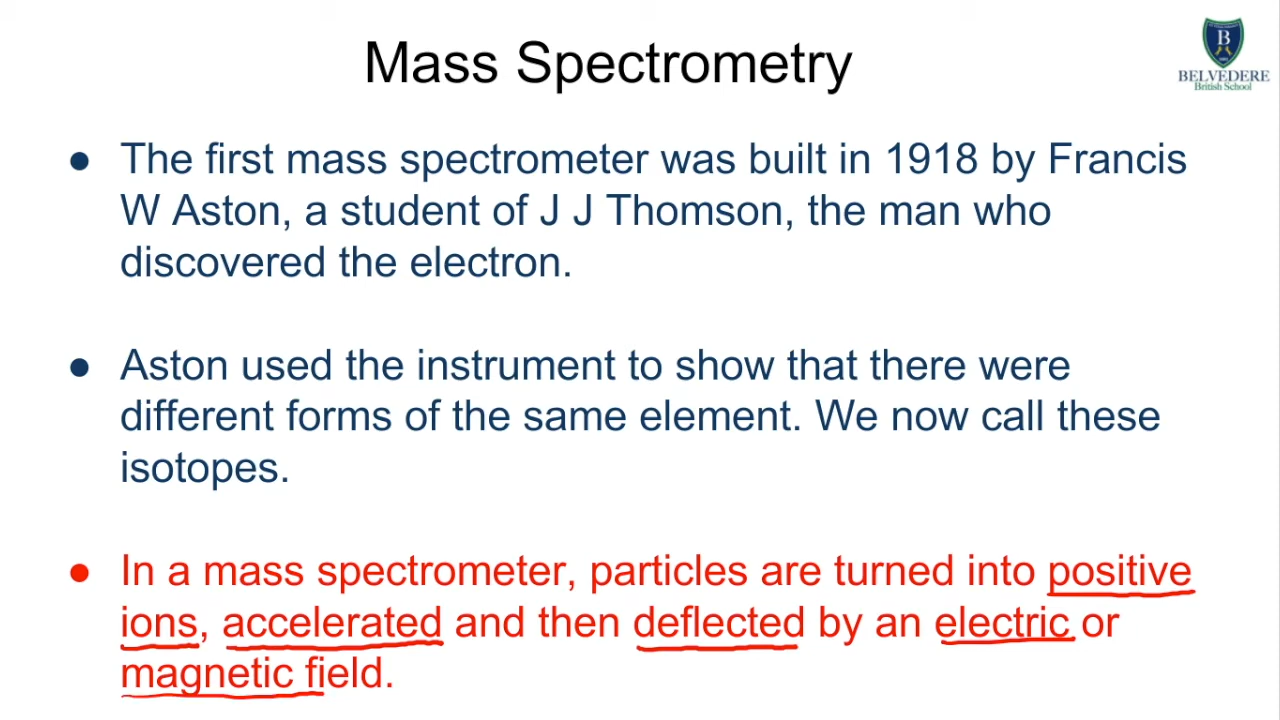 Mass Spectrometry
B
BELVEDERE
British School
● The first mass spectrometer was built in 1918 by Francis
W Aston, a student of J J Thomson, the man who
discovered the electron.
● Aston used the instrument to show that there were
different forms of the same element. We now call these
isotopes.
● In a mass spectrometer, particles are turned into positive
ions, accelerated and then deflected by an electric or
magnetic field.